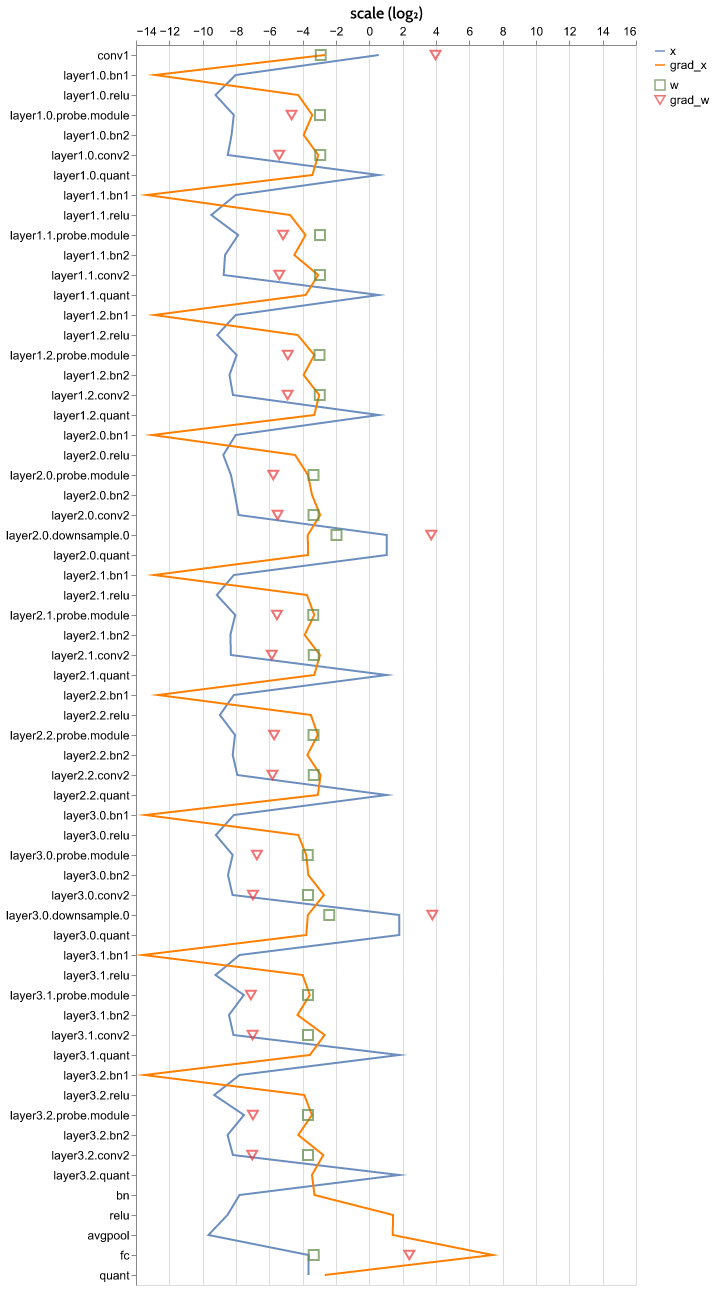 scale (log₂)
−14 −12 −10 −8 −6 −4 −2 0 2 4 6 8 10 12 14 16
x
grad_x
w
grad_w
conv1
layer1.0.bn1
layer1.0.relu
layer1.0.probe.module
layer1.0.bn2
layer1.0.conv2
layer1.0.quant
layer1.1.bn1
layer1.1.relu
layer1.1.probe.module
layer1.1.bn2
layer1.1.conv2
layer1.1.quant
layer1.2.bn1
layer1.2.relu
layer1.2.probe.module
layer1.2.bn2
layer1.2.conv2
layer1.2.quant
layer2.0.bn1
layer2.0.relu
layer2.0.probe.module
layer2.0.bn2
layer2.0.conv2
layer2.0.downsample.0
layer2.0.quant
layer2.1.bn1
layer2.1.relu
layer2.1.probe.module
layer2.1.bn2
layer2.1.conv2
layer2.1.quant
layer2.2.bn1
layer2.2.relu
layer2.2.probe.module
layer2.2.bn2
layer2.2.conv2
layer2.2.quant
layer3.0.bn1
layer3.0.relu
layer3.0.probe.module
layer3.0.bn2
layer3.0.conv2
layer3.0.downsample.0
layer3.0.quant
layer3.1.bn1
layer3.1.relu
layer3.1.probe.module
layer3.1.bn2
layer3.1.conv2
layer3.1.quant
layer3.2.bn1
layer3.2.relu
layer3.2.probe.module
layer3.2.bn2
layer3.2.conv2
layer3.2.quant
bn
relu
avgpool
fc
quant